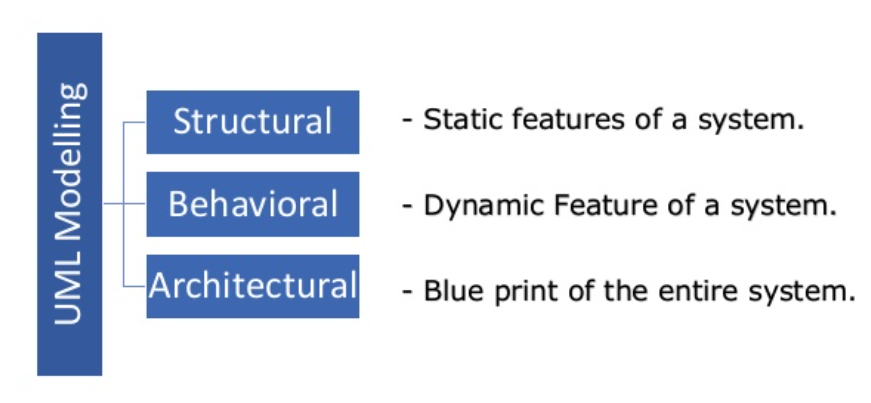 UML Modelling
Structural
- Static features of a system.
Behavioral
- Dynamic Feature of a system.
Architectural
- Blue print of the entire system.